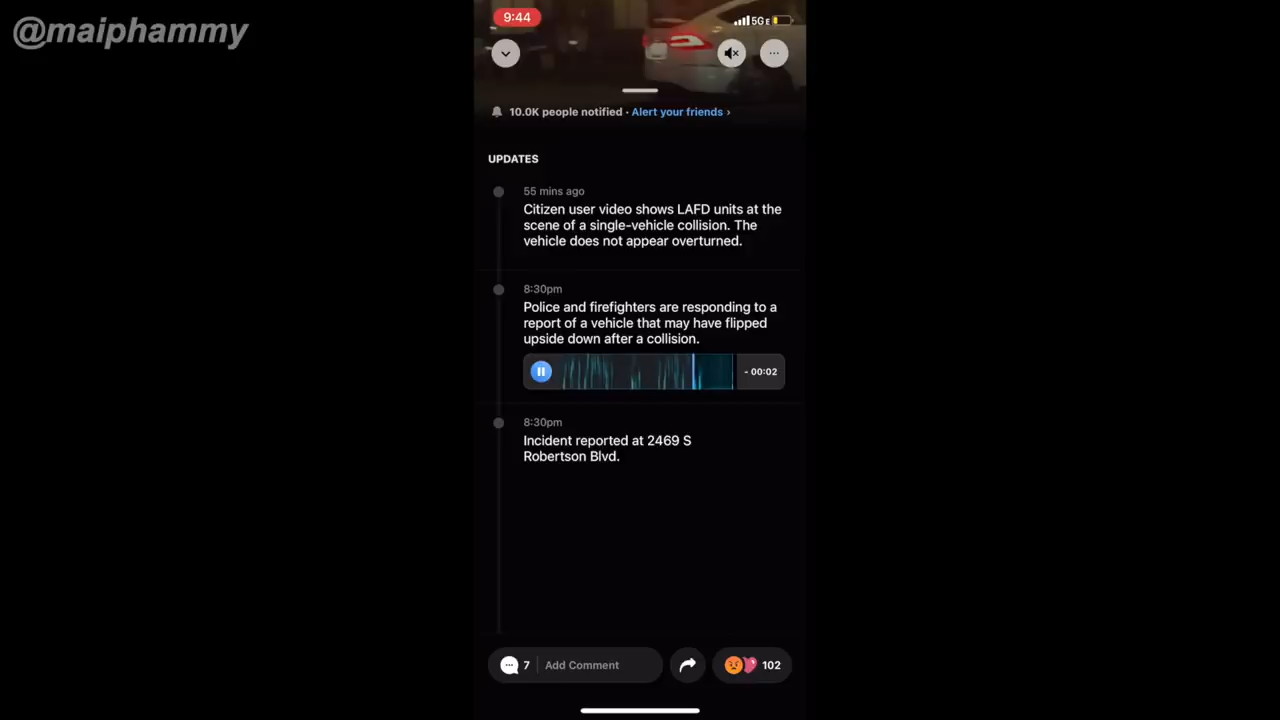 @maiphammy
9:44
5GE
10.0K people notified · Alert your friends ›
UPDATES
55 mins ago
Citizen user video shows LAFD units at the
scene of a single-vehicle collision. The
vehicle does not appear overturned.
8:30pm
Police and firefighters are responding to a
report of a vehicle that may have flipped
upside down after a collision.
- 00:02
8:30pm
Incident reported at 2469 S
Robertson Blvd.
7 Add Comment 102